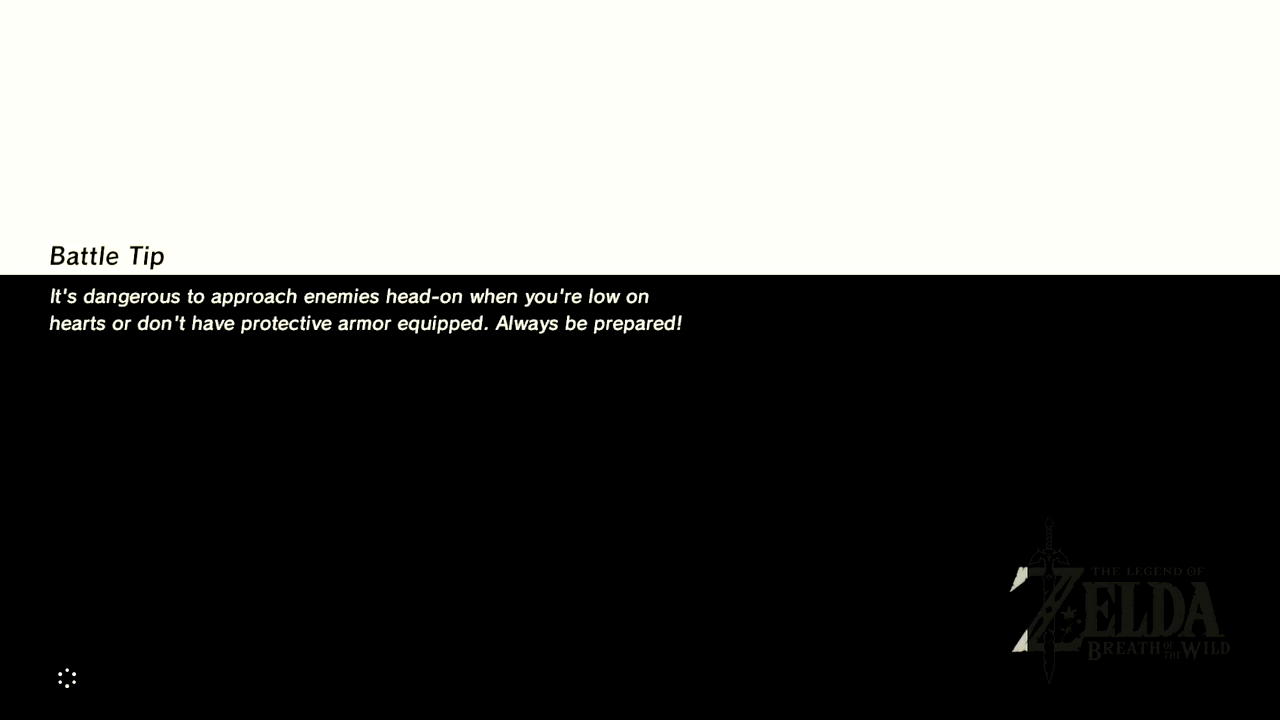 Battle Tip
It's dangerous to approach enemies head-on when you're low on
hearts or don't have protective armor equipped. Always be prepared!
THE LEGEND OF
ZELDA
BREATH OF THE WILD